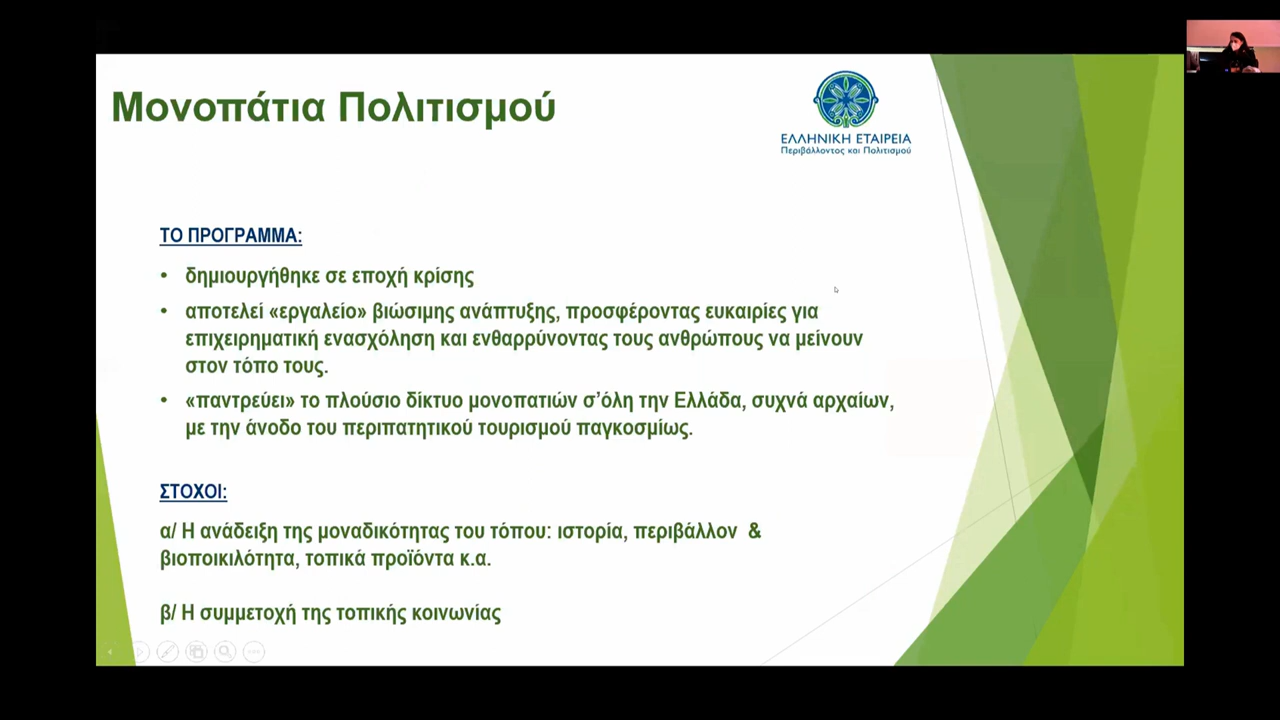 Μονοπάτια Πολιτισμού
ΕΛΛΗΝΙΚΗ ΕΤΑΙΡΕΙΑ
Περιβάλλοντος και Πολιτισμού
ΤΟ ΠΡΟΓΡΑΜΜΑ:
• δημιουργήθηκε σε εποχή κρίσης
• αποτελεί «εργαλείο» βιώσιμης ανάπτυξης, προσφέροντας ευκαιρίες για
επιχειρηματική ενασχόληση και ενθαρρύνοντας τους ανθρώπους να μείνουν
στον τόπο τους.
• «παντρεύει» το πλούσιο δίκτυο μονοπατιών σ’όλη την Ελλάδα, συχνά αρχαίων,
με την άνοδο του περιπατητικού τουρισμού παγκοσμίως.
ΣΤΟΧΟΙ:
α/ Η ανάδειξη της μοναδικότητας του τόπου: ιστορία, περιβάλλον &
βιοποικιλότητα, τοπικά προϊόντα κ.α.
β/ Η συμμετοχή της τοπικής κοινωνίας